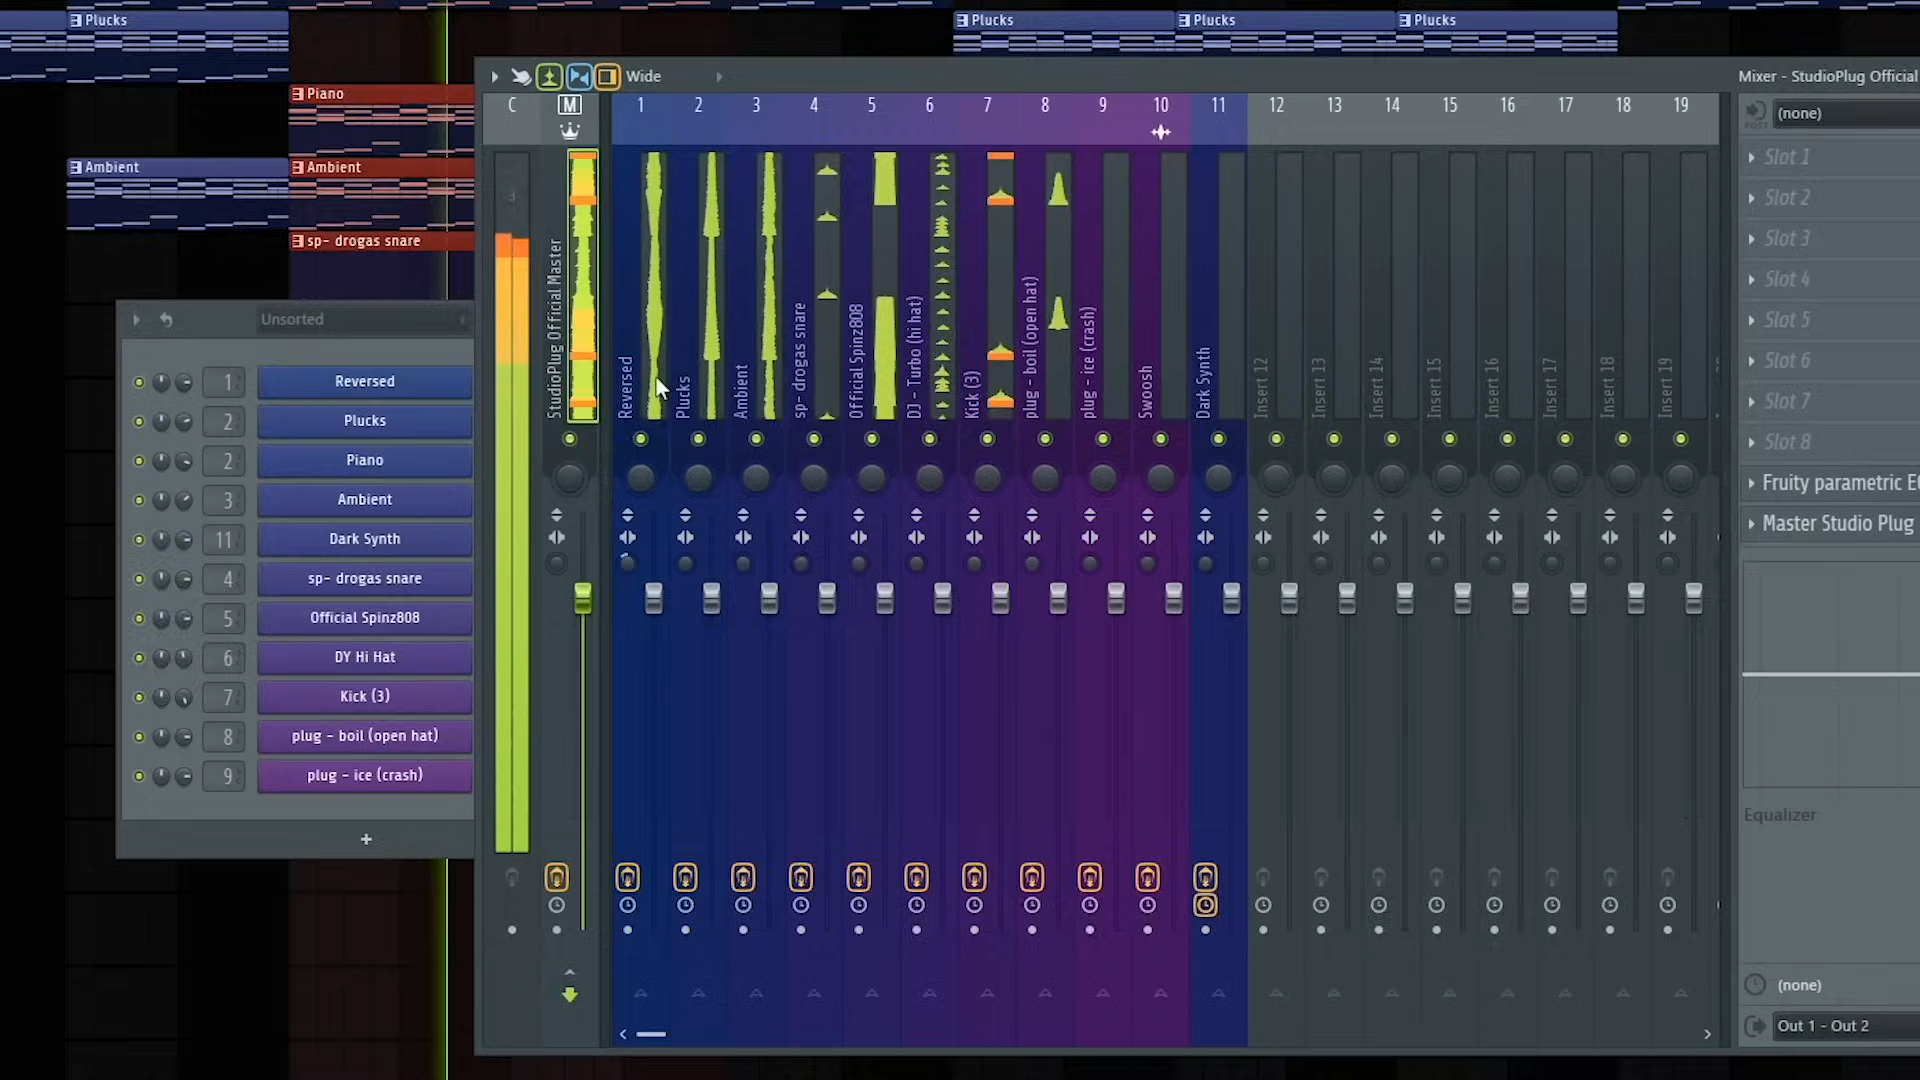 Plucks
Plucks
Plucks
Plucks
Piano
Ambient
Ambient
sp- drogas snare
Wide
Mixer - StudioPlug Official
C
M
1
2
3
4
5
6
7
8
9
10
11
12
13
14
15
16
17
18
19
(none)
Slot 1
Slot 2
Slot 3
Slot 4
Slot 5
Slot 6
Slot 7
Slot 8
Fruity parametric E
Master Studio Plug
Equalizer
(none)
Out 1 - Out 2
StudioPlug Official Master
Reversed
Plucks
Ambient
sp- drogas snare
Official Spinz808
DJ - Turbo (hi hat)
Kick (3)
plug - boil (open hat)
plug - ice (crash)
Swoosh
Dark Synth
Insert 12
Insert 13
Insert 14
Insert 15
Insert 16
Insert 17
Insert 18
Insert 19
Unsorted
1 Reversed
2 Plucks
2 Piano
3 Ambient
11 Dark Synth
4 sp- drogas snare
5 Official Spinz808
6 DY Hi Hat
7 Kick (3)
8 plug - boil (open hat)
9 plug - ice (crash)
+